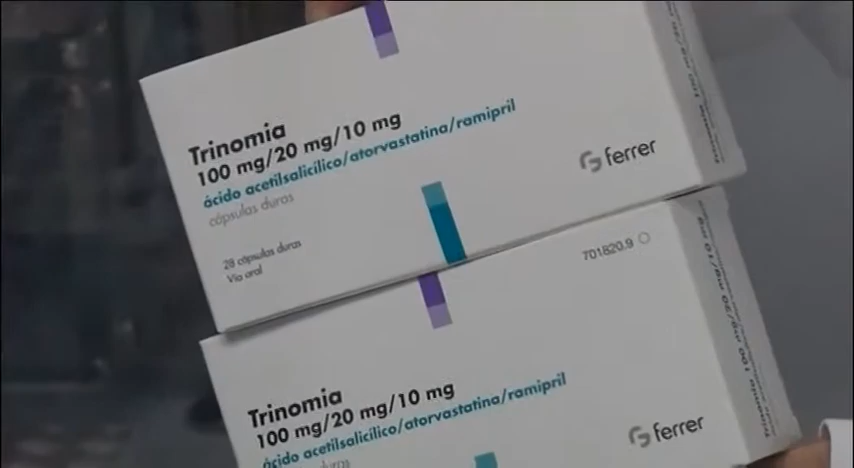 Trinomia
100 mg/20 mg/10 mg
ácido acetilsalicílico/atorvastatina/ramipril
cápsulas duras
28 cápsulas duras
Vía oral
ferrer
701820.9
Trinomia
100 mg/20 mg/10 mg
ácido acetilsalicílico/atorvastatina/ramipril
duras
ferrer